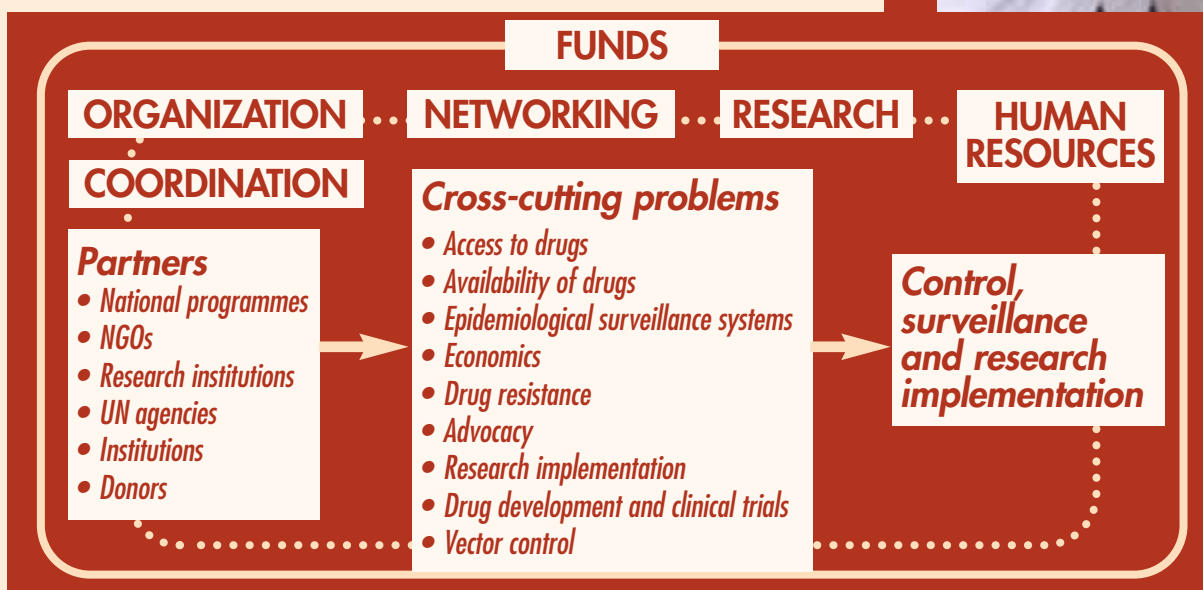 FUNDS
ORGANIZATION
NETWORKING
RESEARCH
HUMAN
RESOURCES
COORDINATION
Partners
• National programmes
• NGOs
• Research institutions
• UN agencies
• Institutions
• Donors
Cross-cutting problems
• Access to drugs
• Availability of drugs
• Epidemiological surveillance systems
• Economics
• Drug resistance
• Advocacy
• Research implementation
• Drug development and clinical trials
• Vector control
Control,
surveillance
and research
implementation